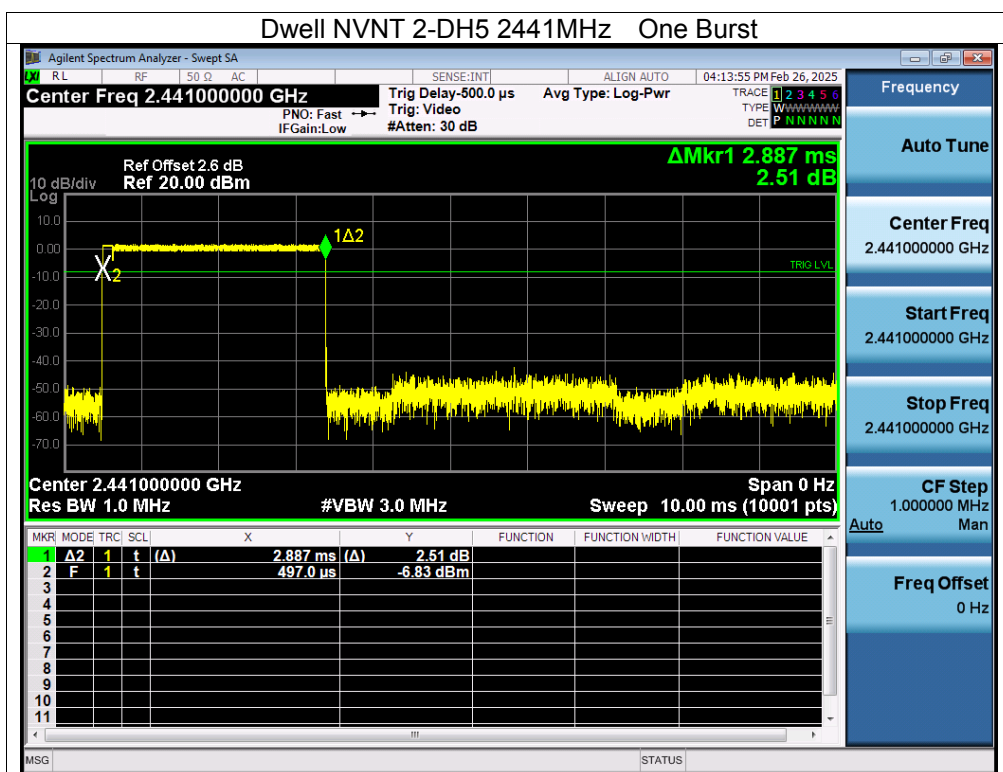 Dwell NVNT 2-DH5 2441MHz One Burst
Agilent Spectrum Analyzer - Swept SA
LXI RL RF 50 Ω AC SENSE:INT ALIGN AUTO 04:13:55 PM Feb 26, 2025
Center Freq 2.441000000 GHz
PNO: Fast
IFGain:Low
Trig Delay-500.0 µs
Trig: Video
#Atten: 30 dB
Avg Type: Log-Pwr
TRACE 1 2 3 4 5 6
TYPE WWWWWWW
DET P N N N N N
ΔMkr1 2.887 ms
2.51 dB
Ref Offset 2.6 dB
10 dB/div Ref 20.00 dBm
Log
10.0
0.00
-10.0
-20.0
-30.0
-40.0
-50.0
-60.0
-70.0
1Δ2
2
TRIG LVL
Center 2.441000000 GHz Span 0 Hz
Res BW 1.0 MHz #VBW 3.0 MHz Sweep 10.00 ms (10001 pts)
MKR MODE TRC SCL X Y FUNCTION FUNCTION WIDTH FUNCTION VALUE
1 Δ2 1 t (Δ) 2.887 ms (Δ) 2.51 dB
2 F 1 t 497.0 µs -6.83 dBm
3
4
5
6
7
8
9
10
11
MSG STATUS
Frequency
Auto Tune
Center Freq
2.441000000 GHz
Start Freq
2.441000000 GHz
Stop Freq
2.441000000 GHz
CF Step
1.000000 MHz
Auto Man
Freq Offset
0 Hz